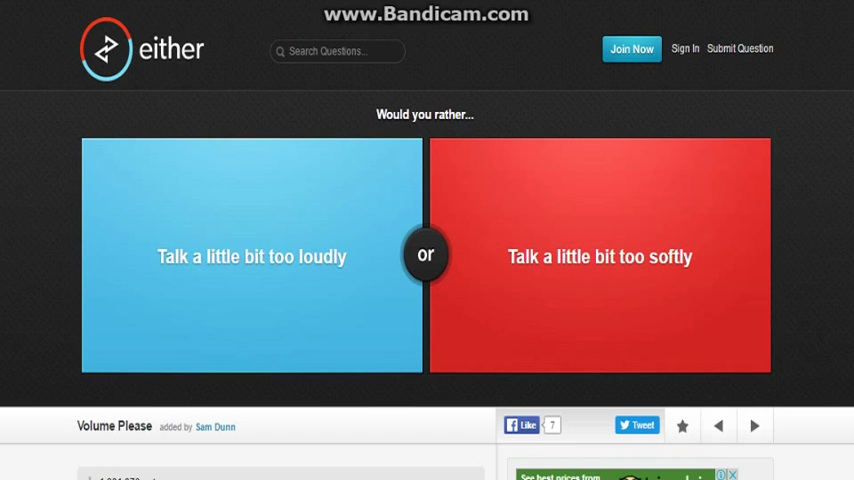 www.Bandicam.com
either
Search Questions...
Join Now
Sign In
Submit Question
Would you rather...
Talk a little bit too loudly
or
Talk a little bit too softly
Volume Please added by Sam Dunn
Like
7
Tweet
See best prices from